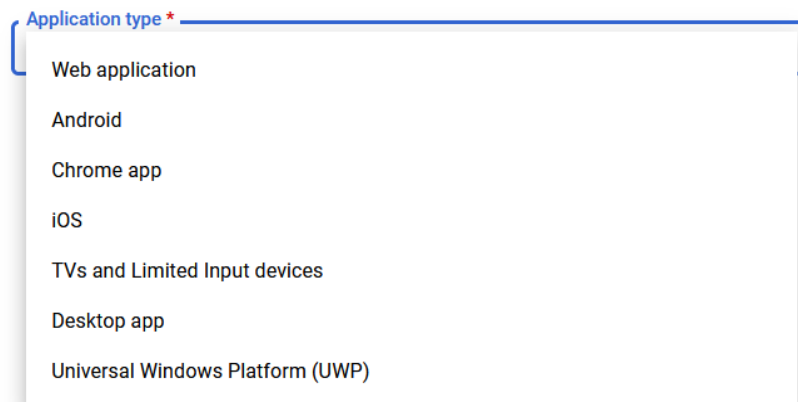 Application type *
Web application
Android
Chrome app
iOS
TVs and Limited Input devices
Desktop app
Universal Windows Platform (UWP)